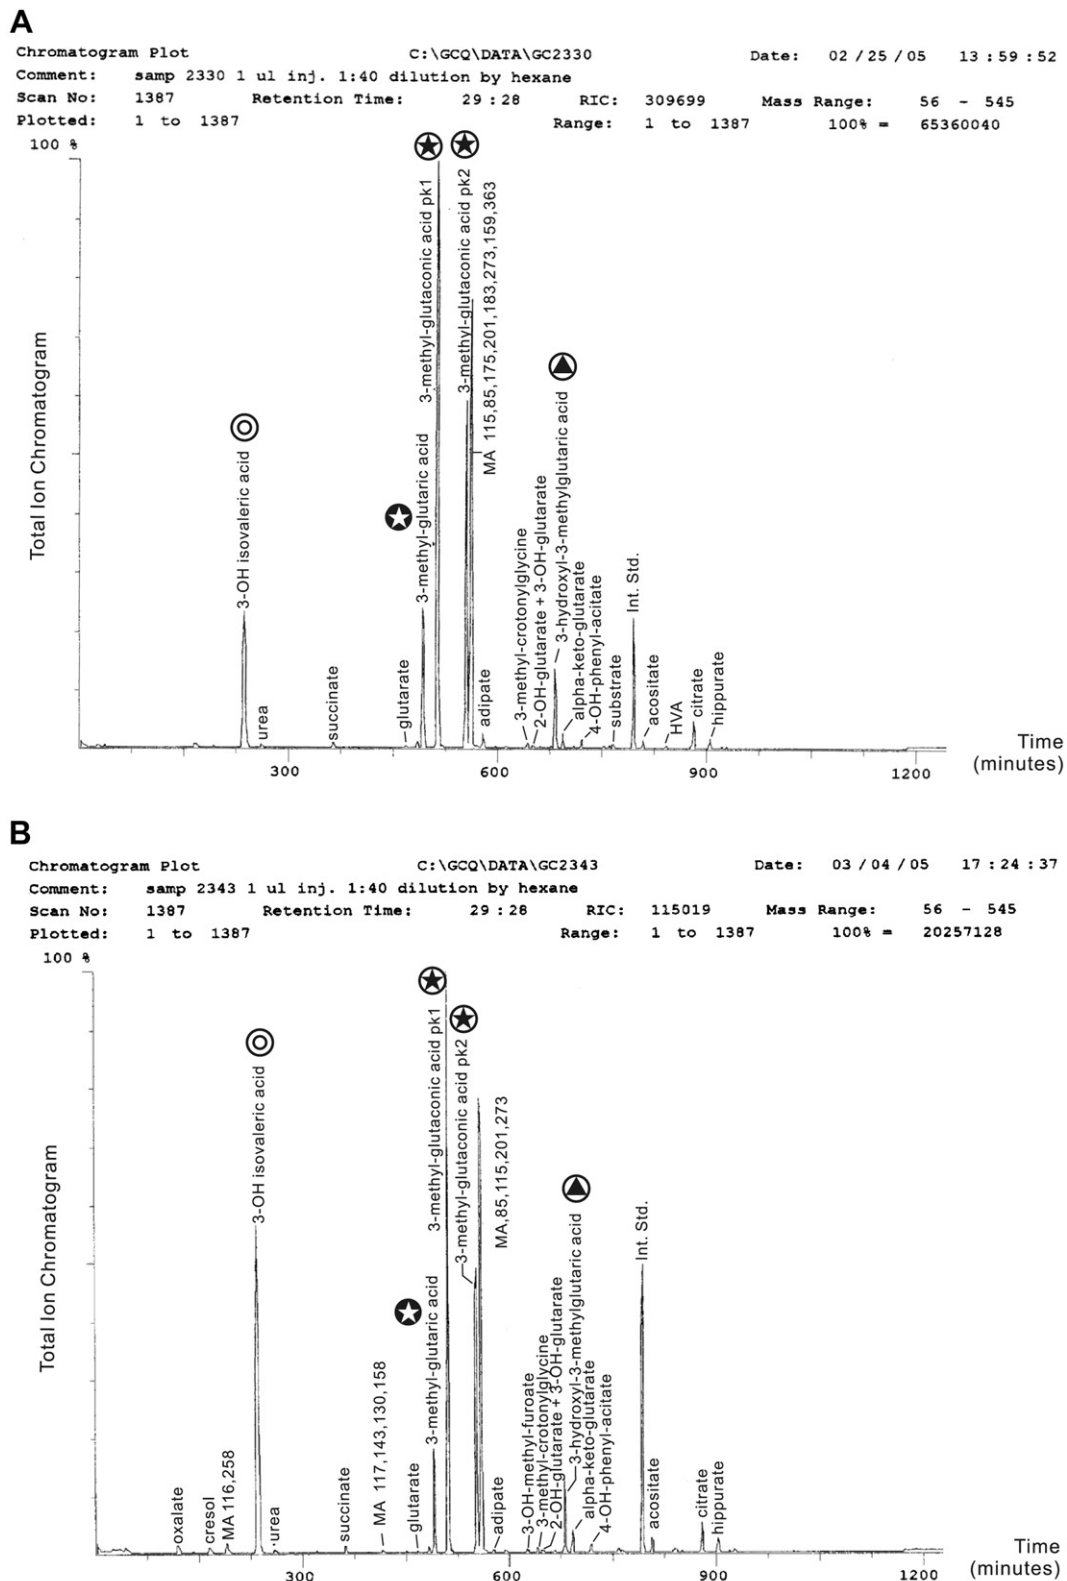 A
Chromatogram Plot C:\GCQ\DATA\GC2330 Date: 02 / 25 / 05 13 : 59 : 52
Comment: samp 2330 1 ul inj. 1:40 dilution by hexane
Scan No: 1387 Retention Time: 29 : 28 RIC: 309699 Mass Range: 56 - 545
Plotted: 1 to 1387 Range: 1 to 1387 100% = 65360040
100 %
Total Ion Chromatogram
3-OH isovaleric acid
urea
succinate
glutarate
3-methyl-glutaric acid
3-methyl-glutaconic acid pk1
3-methyl-glutaconic acid pk2
MA 115,85,175,201,183,273,159,363
adipate
3-methyl-crotonylglycine
2-OH-glutarate + 3-OH-glutarate
3-hydroxyl-3-methylglutaric acid
alpha-keto-glutarate
4-OH-phenyl-acitate
substrate
Int. Std.
acositate
HVA
citrate
hippurate
300 600 900 1200
Time
(minutes)
B
Chromatogram Plot C:\GCQ\DATA\GC2343 Date: 03 / 04 / 05 17 : 24 : 37
Comment: samp 2343 1 ul inj. 1:40 dilution by hexane
Scan No: 1387 Retention Time: 29 : 28 RIC: 115019 Mass Range: 56 - 545
Plotted: 1 to 1387 Range: 1 to 1387 100% = 20257128
100 %
Total Ion Chromatogram
oxalate
cresol
MA 116,258
3-OH isovaleric acid
urea
succinate
MA 117,143,130,158
glutarate
3-methyl-glutaric acid
3-methyl-glutaconic acid pk1
3-methyl-glutaconic acid pk2
MA,85,115,201,273
adipate
3-OH-methyl-furoate
3-methyl-crotonylglycine
2-OH-glutarate + 3-OH-glutarate
3-hydroxyl-3-methylglutaric acid
alpha-keto-glutarate
4-OH-phenyl-acitate
Int. Std.
acositate
citrate
hippurate
300 600 900 1200
Time
(minutes)